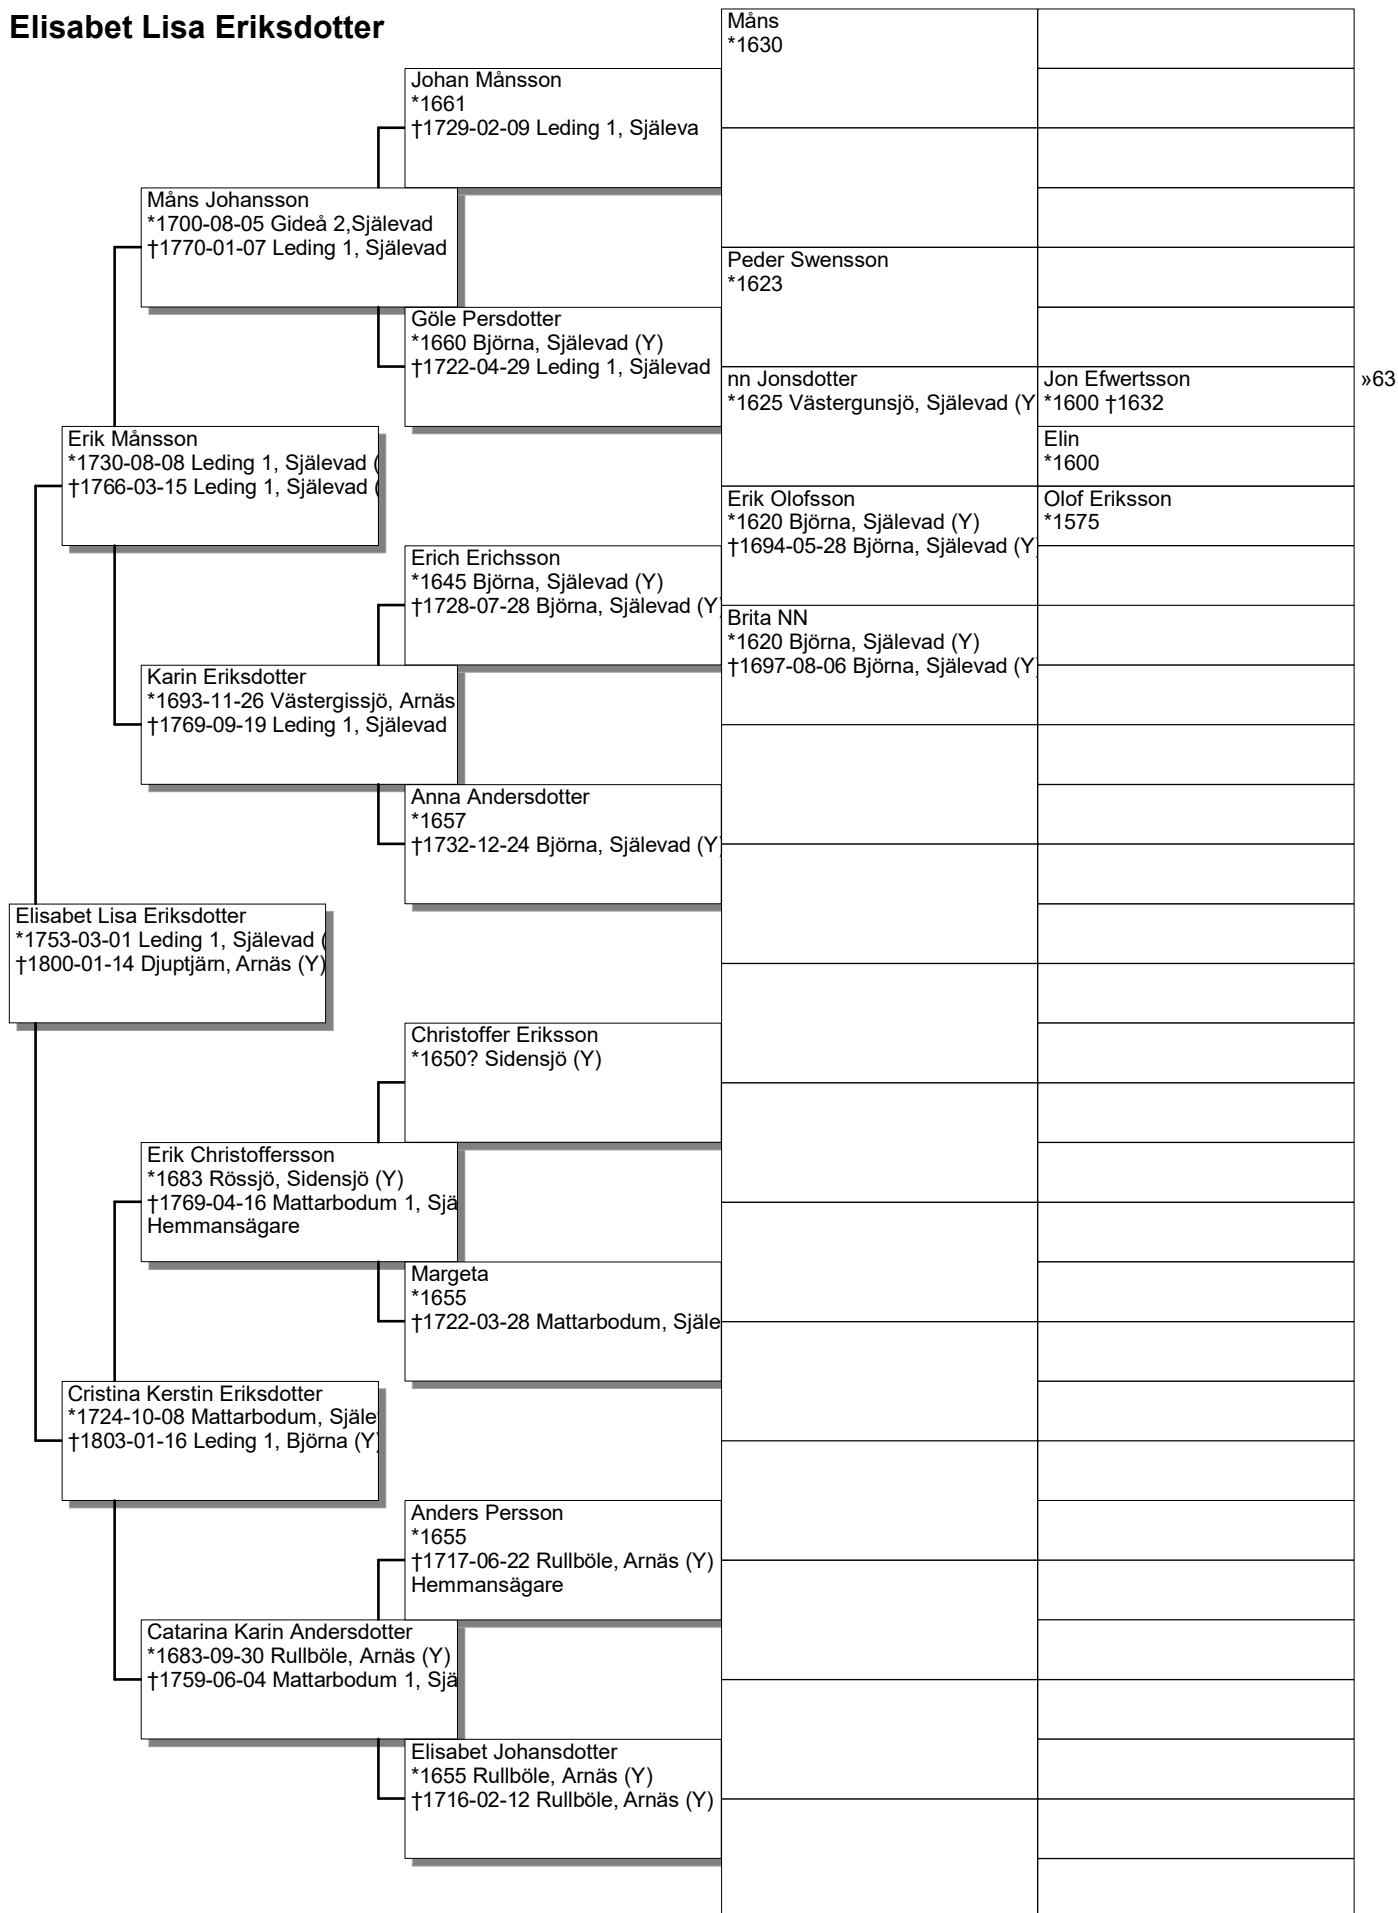 Elisabet Lisa Eriksdotter
Måns
*1630
Johan Månsson
*1661
†1729-02-09 Leding 1, Själeva
Måns Johansson
*1700-08-05 Gideå 2,Själevad
†1770-01-07 Leding 1, Själevad
Peder Swensson
*1623
Göle Persdotter
*1660 Björna, Själevad (Y)
†1722-04-29 Leding 1, Själevad
nn Jonsdotter
*1625 Västergunsjö, Själevad (Y
Jon Efwertsson
*1600 †1632
»63
Elin
*1600
Erik Månsson
*1730-08-08 Leding 1, Själevad (
†1766-03-15 Leding 1, Själevad (
Erik Olofsson
*1620 Björna, Själevad (Y)
†1694-05-28 Björna, Själevad (Y
Olof Eriksson
*1575
Erich Erichsson
*1645 Björna, Själevad (Y)
†1728-07-28 Björna, Själevad (Y
Brita NN
*1620 Björna, Själevad (Y)
†1697-08-06 Björna, Själevad (Y
Karin Eriksdotter
*1693-11-26 Västergissjö, Arnäs
†1769-09-19 Leding 1, Själevad
Anna Andersdotter
*1657
†1732-12-24 Björna, Själevad (Y
Elisabet Lisa Eriksdotter
*1753-03-01 Leding 1, Själevad (
†1800-01-14 Djuptjärn, Arnäs (Y)
Christoffer Eriksson
*1650? Sidensjö (Y)
Erik Christoffersson
*1683 Rössjö, Sidensjö (Y)
†1769-04-16 Mattarbodum 1, Sjä
Hemmansägare
Margeta
*1655
†1722-03-28 Mattarbodum, Själe
Cristina Kerstin Eriksdotter
*1724-10-08 Mattarbodum, Själe
†1803-01-16 Leding 1, Björna (Y)
Anders Persson
*1655
†1717-06-22 Rullböle, Arnäs (Y)
Hemmansägare
Catarina Karin Andersdotter
*1683-09-30 Rullböle, Arnäs (Y)
†1759-06-04 Mattarbodum 1, Sjä
Elisabet Johansdotter
*1655 Rullböle, Arnäs (Y)
†1716-02-12 Rullböle, Arnäs (Y)